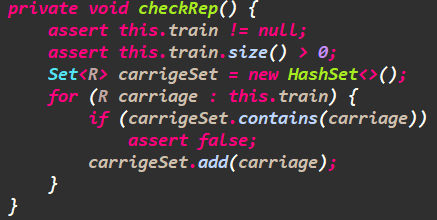 private void checkRep() {
    assert this.train != null;
    assert this.train.size() > 0;
    Set<R> carrigeSet = new HashSet<>();
    for (R carriage : this.train) {
        if (carrigeSet.contains(carriage))
            assert false;
        carrigeSet.add(carriage);
    }
}